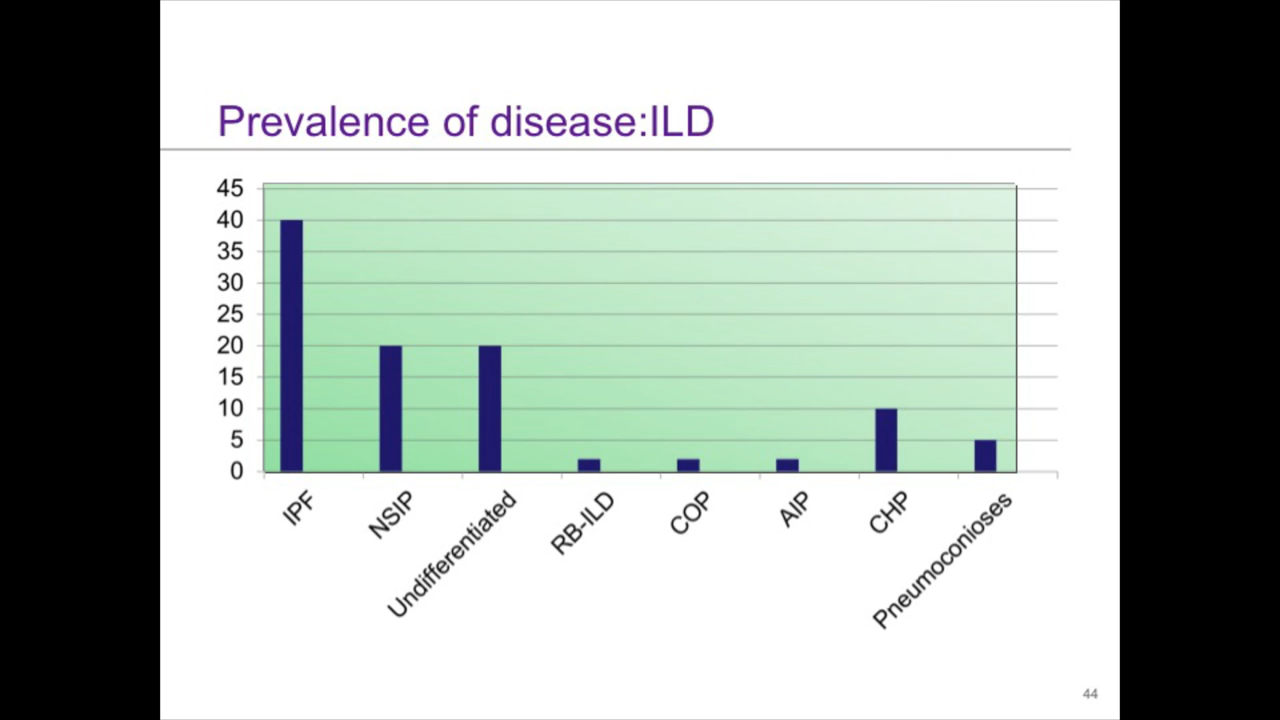 Prevalence of disease:ILD
45
40
35
30
25
20
15
10
5
0
IPF
NSIP
Undifferentiated
RB-ILD
COP
AIP
CHP
Pneumoconioses
44